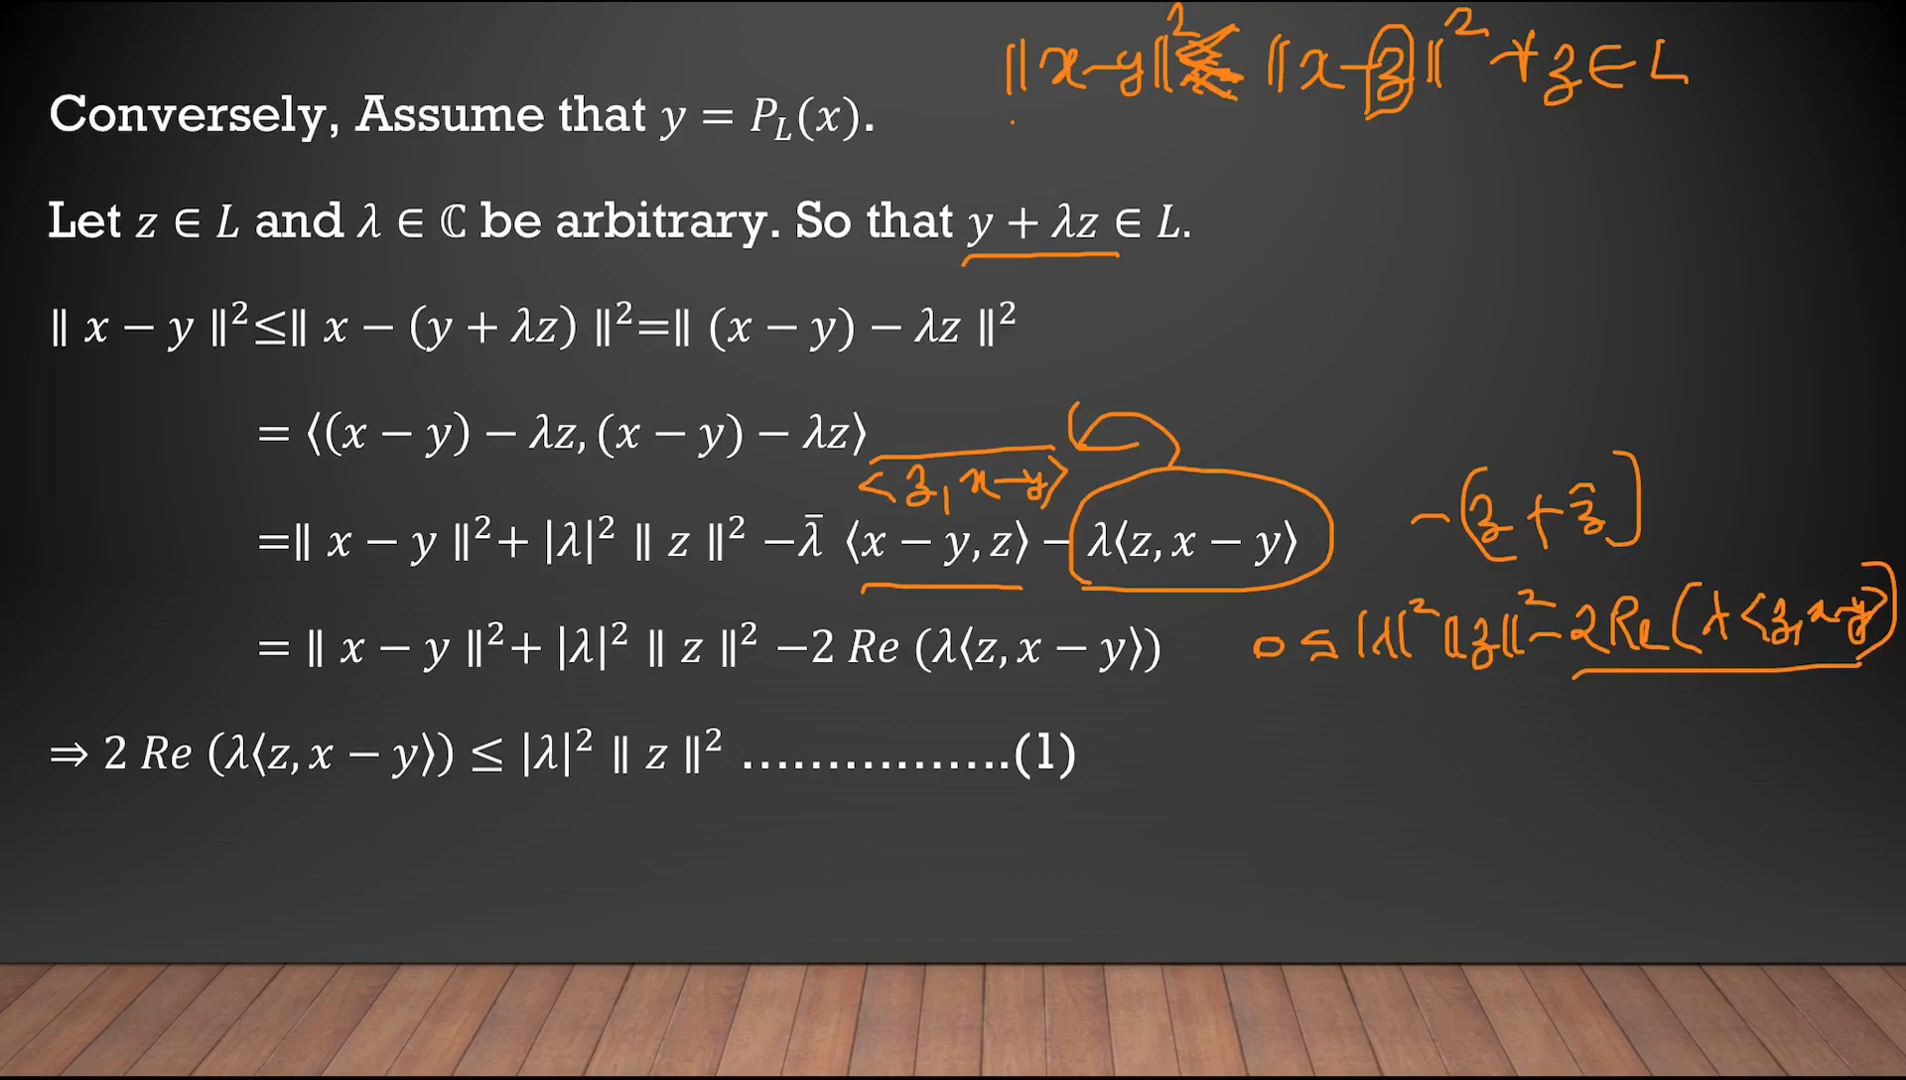 ‖x-y‖² ≤ ‖x-z‖² ∀ z ∈ L
Conversely, Assume that y = P_L(x).
Let z ∈ L and λ ∈ ℂ be arbitrary. So that y + λz ∈ L.
‖ x − y ‖²≤‖ x − (y + λz) ‖²=‖ (x − y) − λz ‖²
= ⟨(x − y) − λz, (x − y) − λz⟩
<z, x-y>
=‖ x − y ‖²+ |λ|² ‖ z ‖² −λ̄ ⟨x − y, z⟩ − λ⟨z, x − y⟩
-(z + z̄)
= ‖ x − y ‖²+ |λ|² ‖ z ‖² −2 Re (λ⟨z, x − y⟩)
0 ≤ |λ|²‖z‖² - 2Re(λ<z, x-y>)
⇒ 2 Re (λ⟨z, x − y⟩) ≤ |λ|² ‖ z ‖² ................(1)